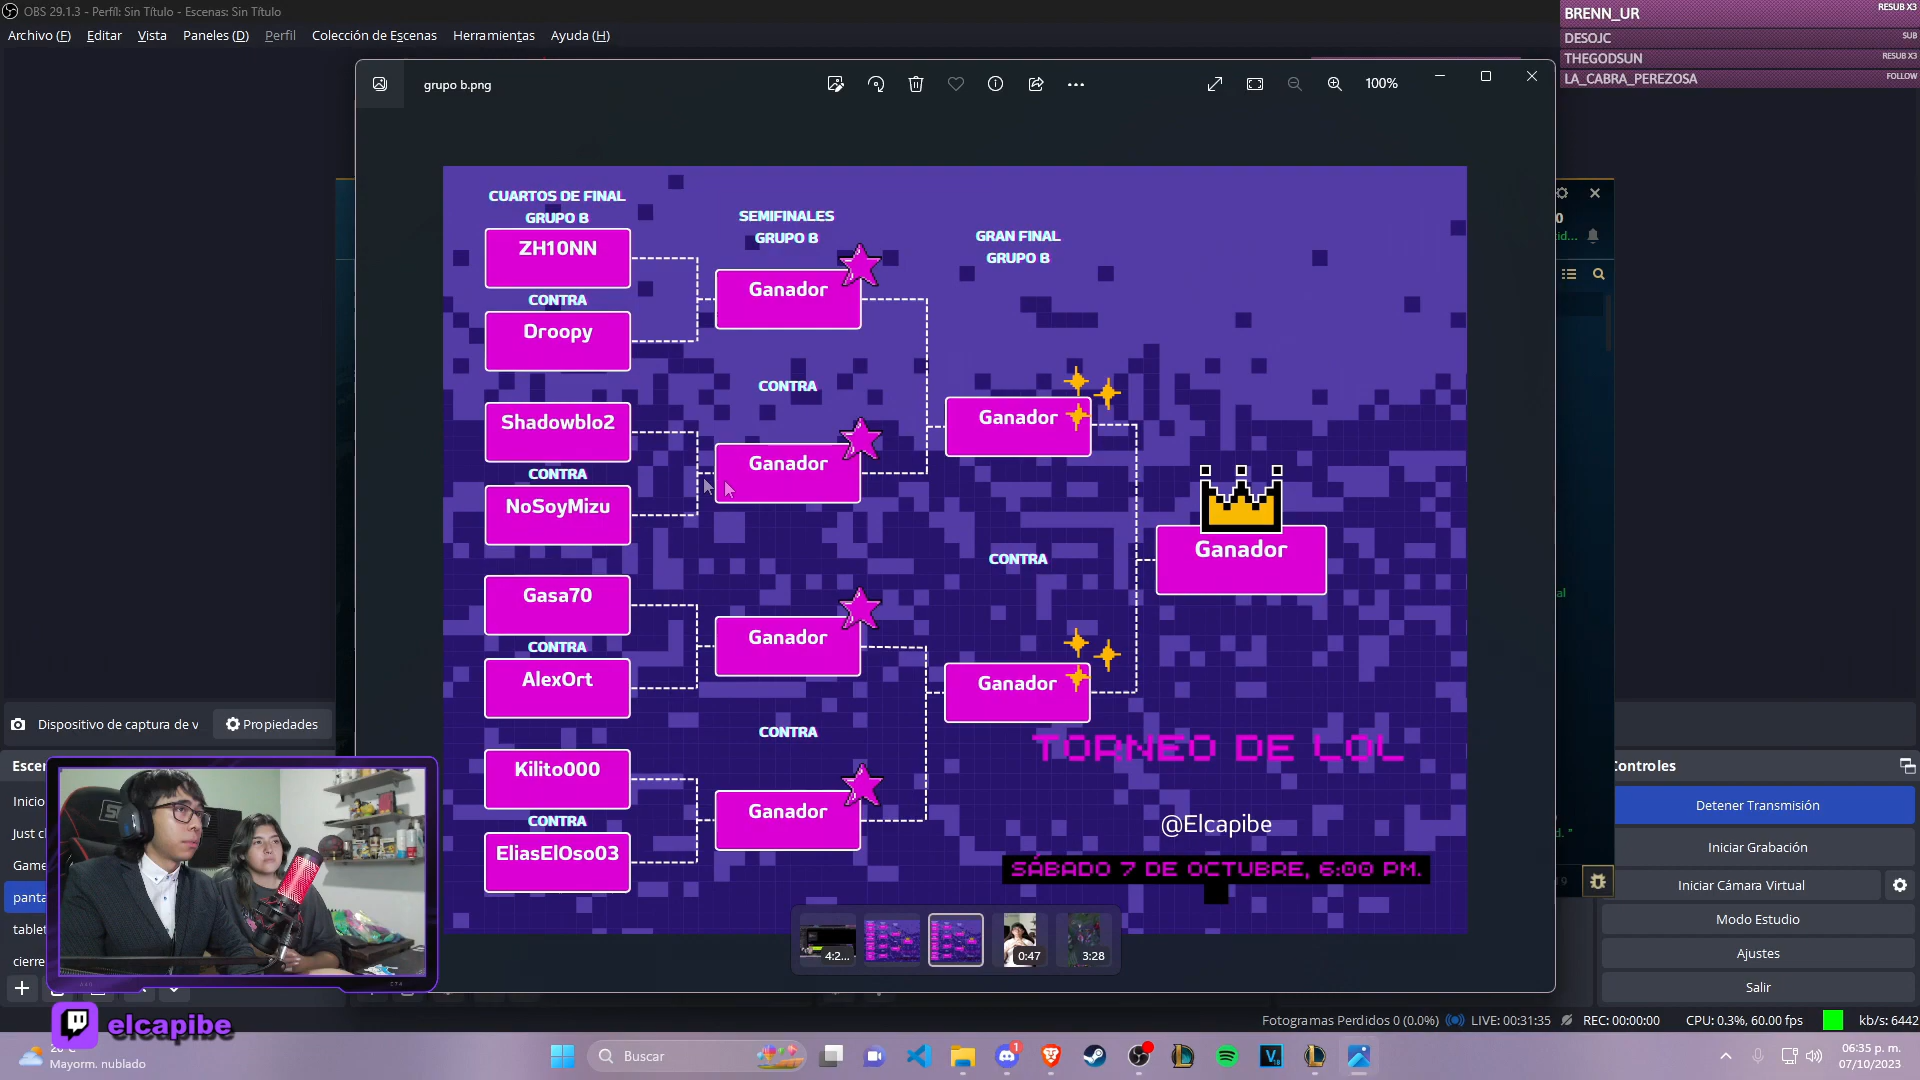 OBS 29.1.3 - Perfil: Sin Título - Escenas: Sin Título
Archivo (F) Editar Vista Paneles (D) Perfil Colección de Escenas Herramientas Ayuda (H)
BRENN_UR RESUB X3
DESOJC SUB
THEGODSUN RESUB X3
LA_CABRA_PEREZOSA FOLLOW
grupo b.png
100%
CUARTOS DE FINAL
GRUPO B
SEMIFINALES
GRUPO B
GRAN FINAL
GRUPO B
ZH10NN
CONTRA
Droopy
Shadowblo2
CONTRA
NoSoyMizu
Gasa70
CONTRA
AlexOrt
Kilito000
CONTRA
EliasElOso03
Ganador
CONTRA
Ganador
Ganador
CONTRA
Ganador
Ganador
CONTRA
Ganador
Ganador
TORNEO DE LOL
@Elcapibe
SÁBADO 7 DE OCTUBRE, 6:00 PM.
4:2...
0:47
3:28
Dispositivo de captura de v
Propiedades
Escen
Inicio
Just cl
Game
panta
tablet
cierre
elcapibe
Controles
Detener Transmisión
Iniciar Grabación
Iniciar Cámara Virtual
Modo Estudio
Ajustes
Salir
Fotogramas Perdidos 0 (0.0%) LIVE: 00:31:35 REC: 00:00:00 CPU: 0.3%, 60.00 fps kb/s: 6442
Mayorm. nublado
Buscar
1
06:35 p. m.
07/10/2023